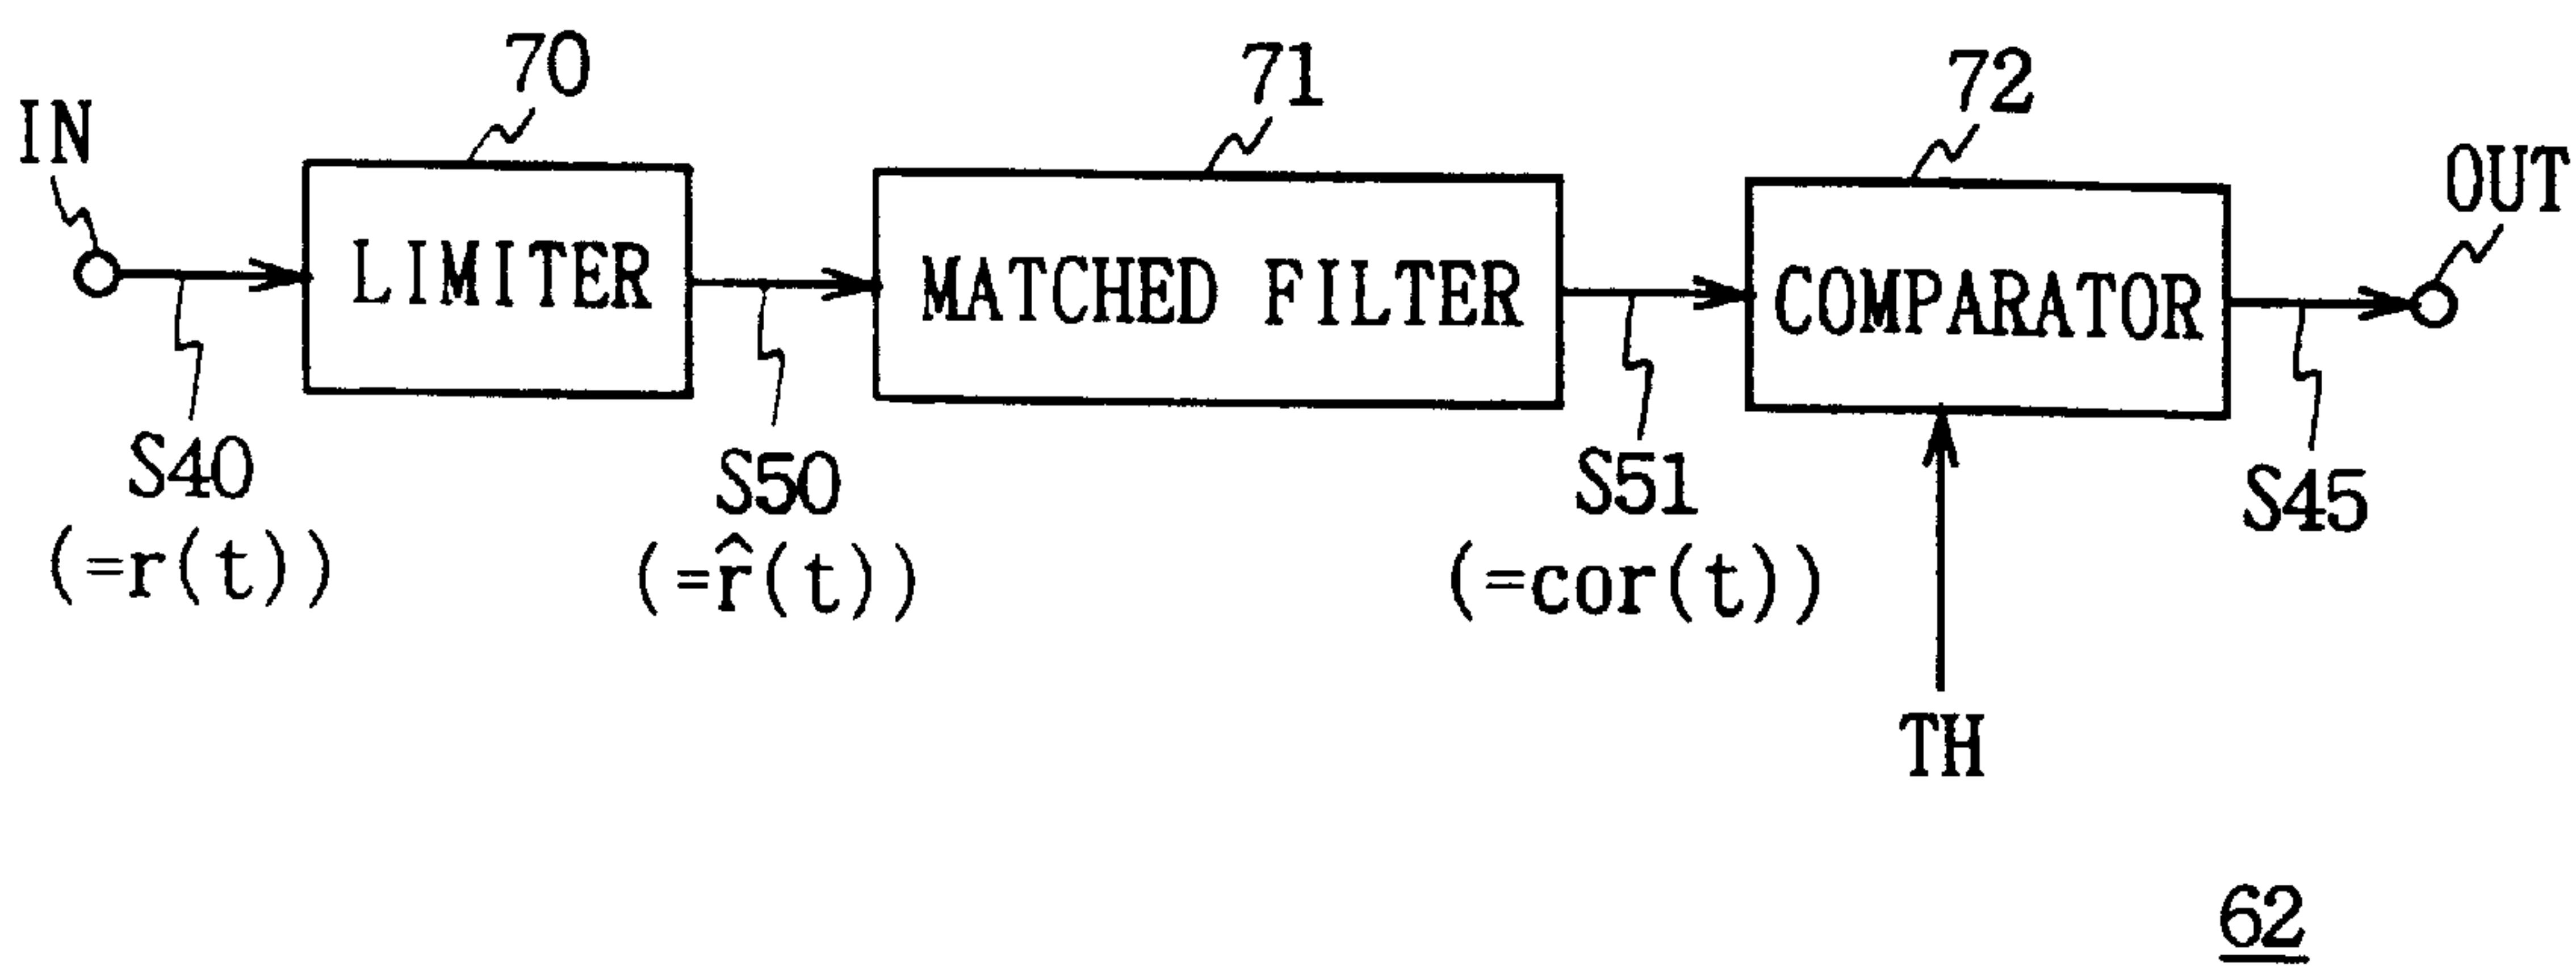 IN
70
71
72
OUT
LIMITER
MATCHED FILTER
COMPARATOR
S40
(=r(t))
S50
(=r̂(t))
S51
(=cor(t))
S45
TH
62